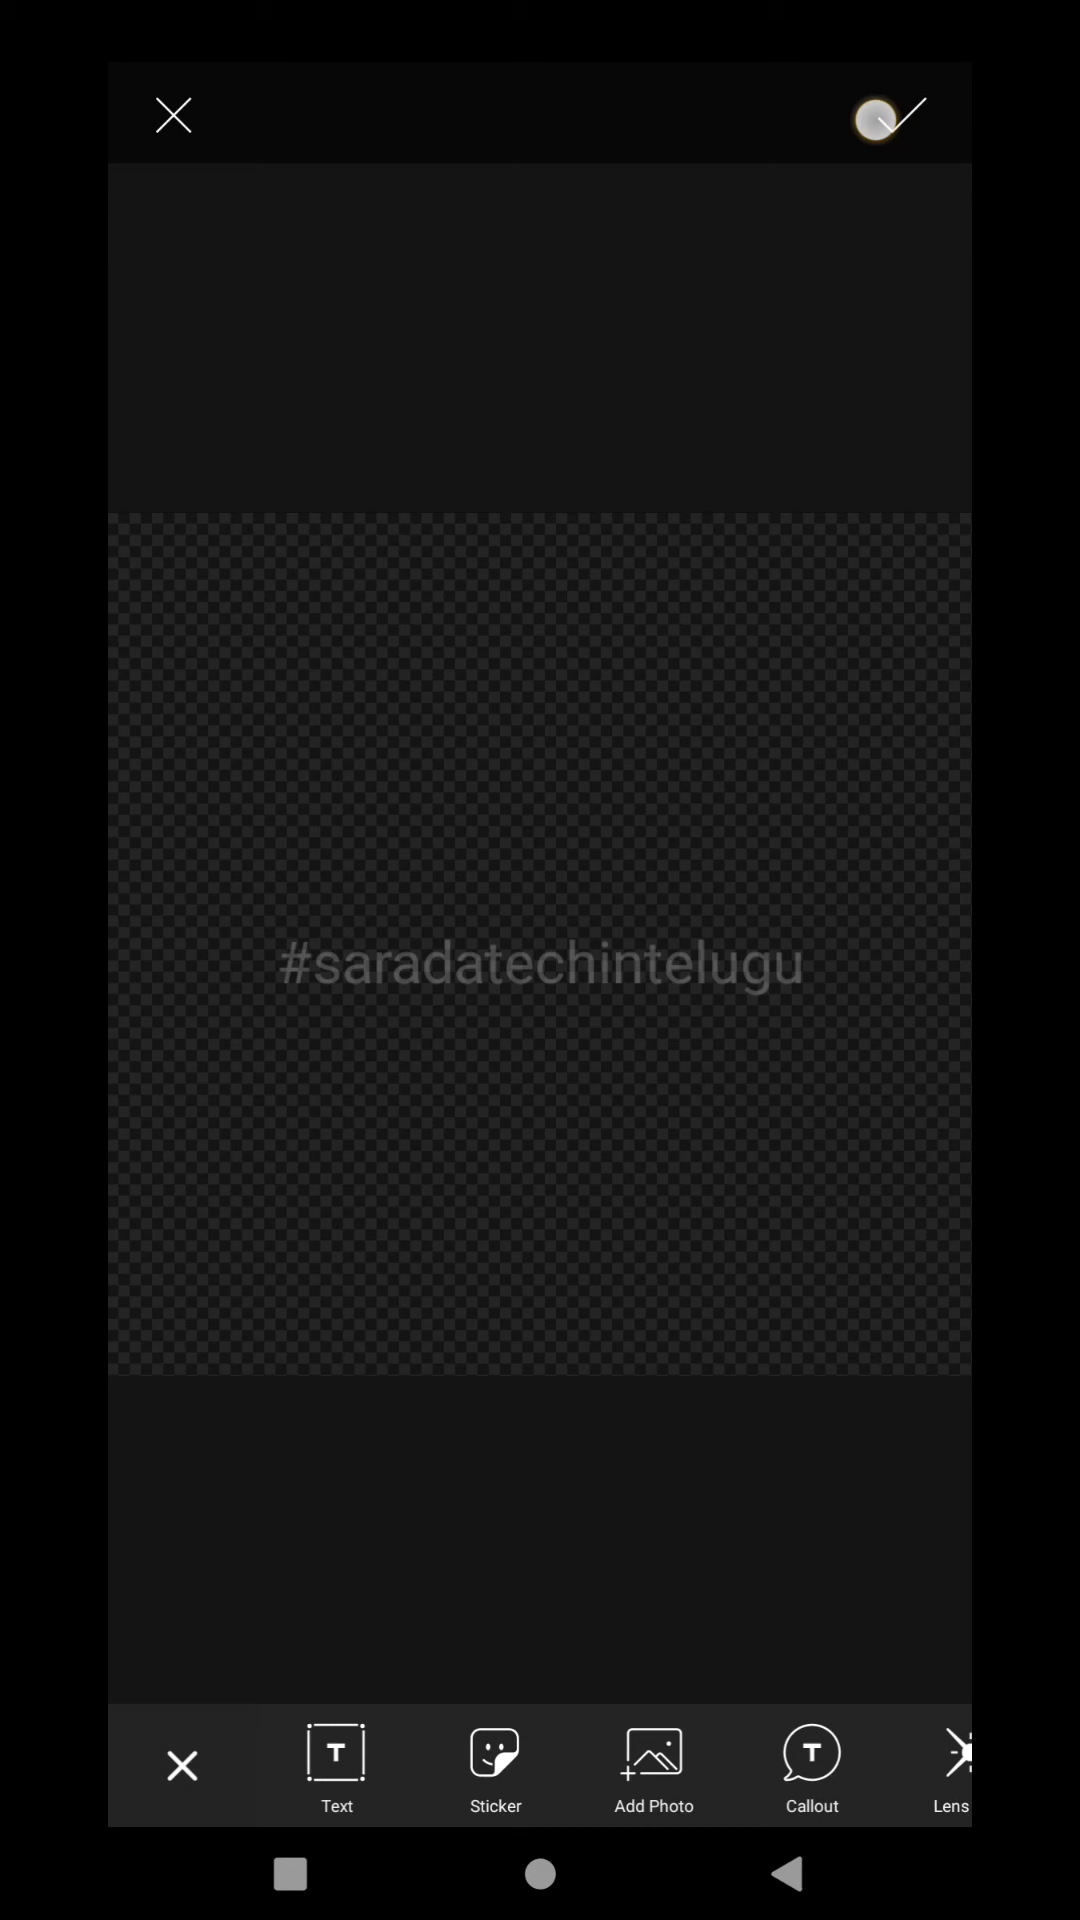 #saradatechintelugu
Text
Sticker
Add Photo
Callout
Lens